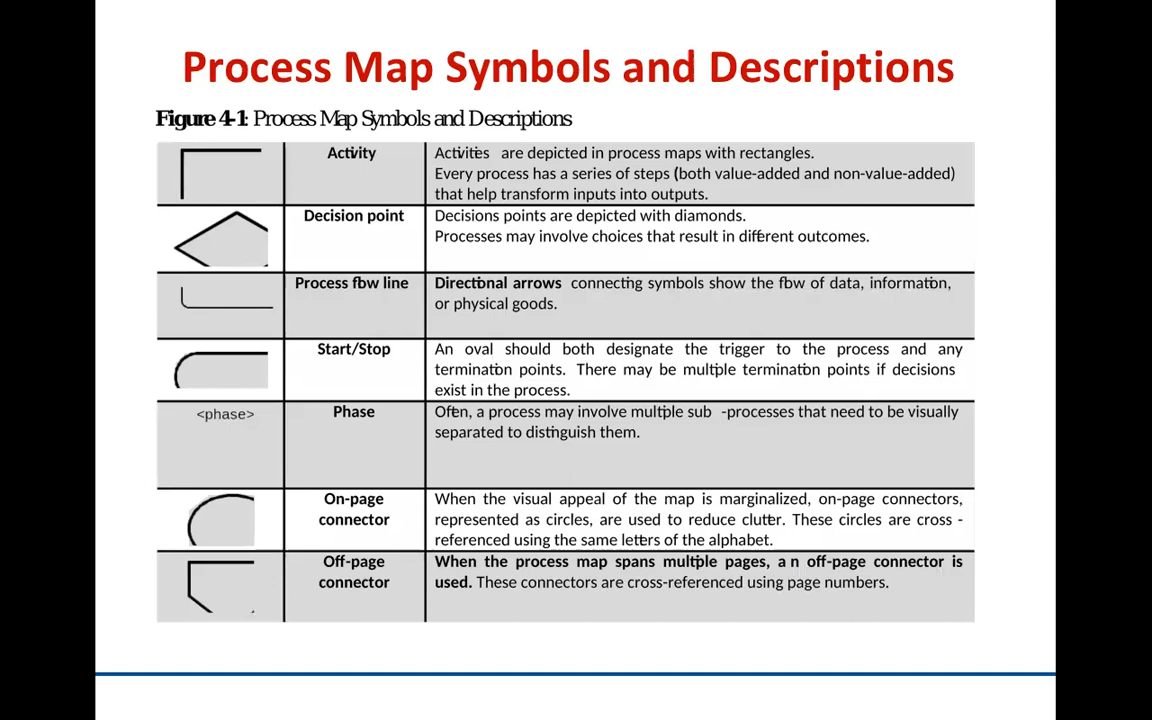 Process Map Symbols and Descriptions
Figure 4-1: Process Map Symbols and Descriptions
Activity
Activities are depicted in process maps with rectangles.
Every process has a series of steps (both value-added and non-value-added)
that help transform inputs into outputs.
Decision point
Decisions points are depicted with diamonds.
Processes may involve choices that result in different outcomes.
Process flow line
Directional arrows connecting symbols show the flow of data, information,
or physical goods.
Start/Stop
An oval should both designate the trigger to the process and any
termination points. There may be multiple termination points if decisions
exist in the process.
<phase>
Phase
Often, a process may involve multiple sub -processes that need to be visually
separated to distinguish them.
On-page
connector
When the visual appeal of the map is marginalized, on-page connectors,
represented as circles, are used to reduce clutter. These circles are cross -
referenced using the same letters of the alphabet.
Off-page
connector
When the process map spans multiple pages, a n off-page connector is
used. These connectors are cross-referenced using page numbers.